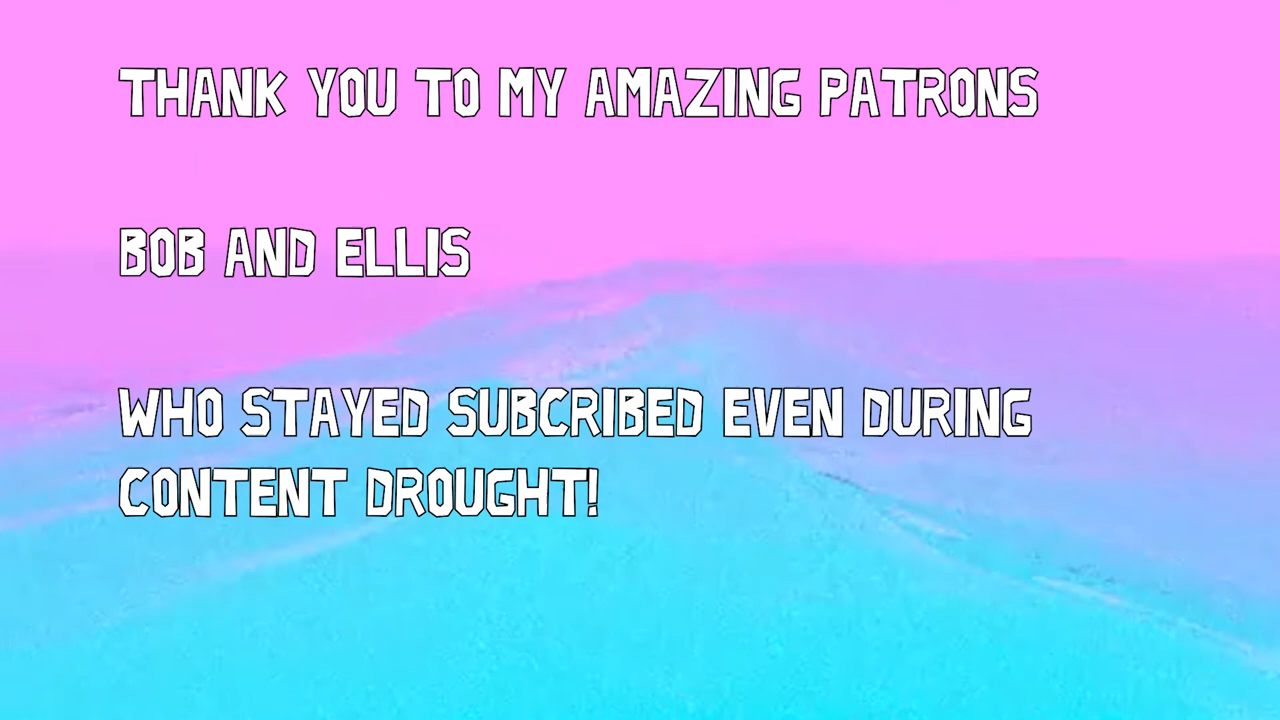 THANK YOU TO MY AMAZING PATRONS
BOB AND ELLIS
WHO STAYED SUBCRIBED EVEN DURING
CONTENT DROUGHT!